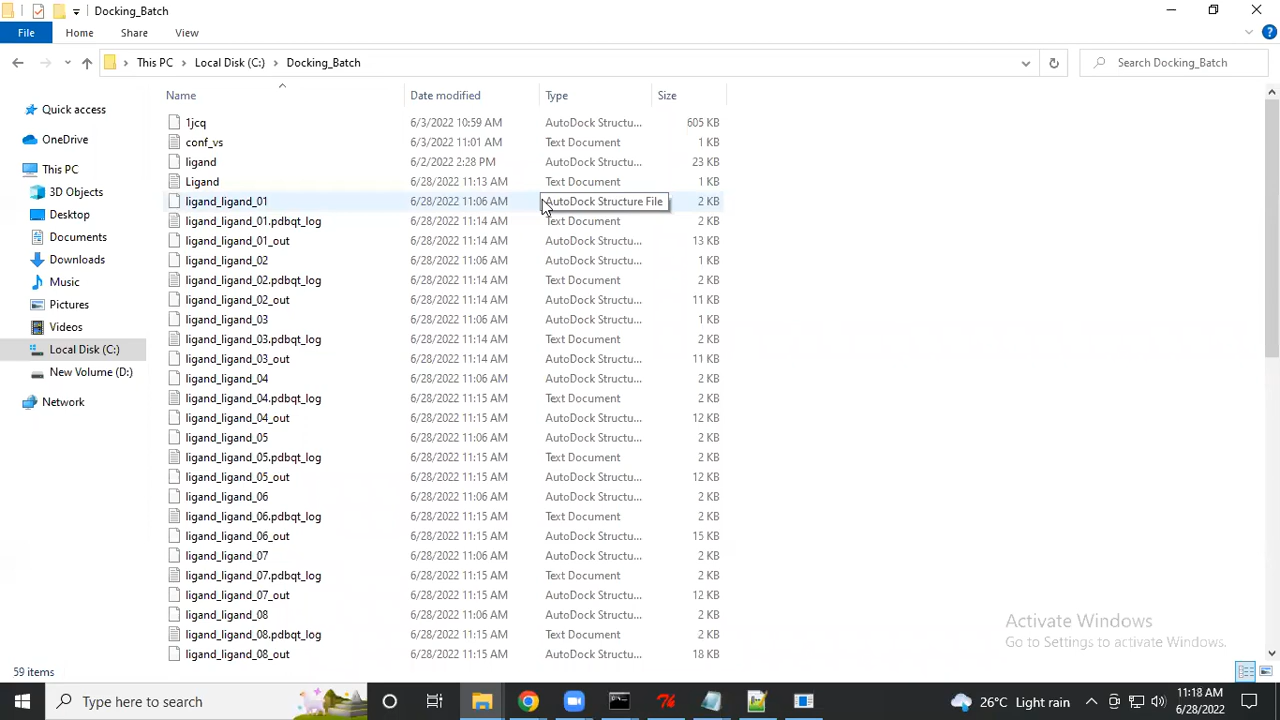 Docking_Batch
File Home Share View
This PC Local Disk (C:) Docking_Batch Search Docking_Batch
Name Date modified Type Size
Quick access
OneDrive
This PC
3D Objects
Desktop
Documents
Downloads
Music
Pictures
Videos
Local Disk (C:)
New Volume (D:)
Network
1jcq 6/3/2022 10:59 AM AutoDock Structu... 605 KB
conf_vs 6/3/2022 11:01 AM Text Document 1 KB
ligand 6/2/2022 2:28 PM AutoDock Structu... 23 KB
Ligand 6/28/2022 11:13 AM Text Document 1 KB
ligand_ligand_01 6/28/2022 11:06 AM AutoDock Structure File 2 KB
ligand_ligand_01.pdbqt_log 6/28/2022 11:14 AM Text Document 2 KB
ligand_ligand_01_out 6/28/2022 11:14 AM AutoDock Structu... 13 KB
ligand_ligand_02 6/28/2022 11:06 AM AutoDock Structu... 1 KB
ligand_ligand_02.pdbqt_log 6/28/2022 11:14 AM Text Document 2 KB
ligand_ligand_02_out 6/28/2022 11:14 AM AutoDock Structu... 11 KB
ligand_ligand_03 6/28/2022 11:06 AM AutoDock Structu... 1 KB
ligand_ligand_03.pdbqt_log 6/28/2022 11:14 AM Text Document 2 KB
ligand_ligand_03_out 6/28/2022 11:14 AM AutoDock Structu... 11 KB
ligand_ligand_04 6/28/2022 11:06 AM AutoDock Structu... 2 KB
ligand_ligand_04.pdbqt_log 6/28/2022 11:15 AM Text Document 2 KB
ligand_ligand_04_out 6/28/2022 11:15 AM AutoDock Structu... 12 KB
ligand_ligand_05 6/28/2022 11:06 AM AutoDock Structu... 2 KB
ligand_ligand_05.pdbqt_log 6/28/2022 11:15 AM Text Document 2 KB
ligand_ligand_05_out 6/28/2022 11:15 AM AutoDock Structu... 12 KB
ligand_ligand_06 6/28/2022 11:06 AM AutoDock Structu... 2 KB
ligand_ligand_06.pdbqt_log 6/28/2022 11:15 AM Text Document 2 KB
ligand_ligand_06_out 6/28/2022 11:15 AM AutoDock Structu... 15 KB
ligand_ligand_07 6/28/2022 11:06 AM AutoDock Structu... 2 KB
ligand_ligand_07.pdbqt_log 6/28/2022 11:15 AM Text Document 2 KB
ligand_ligand_07_out 6/28/2022 11:15 AM AutoDock Structu... 12 KB
ligand_ligand_08 6/28/2022 11:06 AM AutoDock Structu... 2 KB
ligand_ligand_08.pdbqt_log 6/28/2022 11:15 AM Text Document 2 KB
ligand_ligand_08_out 6/28/2022 11:15 AM AutoDock Structu... 18 KB
Activate Windows
Go to Settings to activate Windows.
59 items
Type here to search
26°C Light rain
11:18 AM
6/28/2022